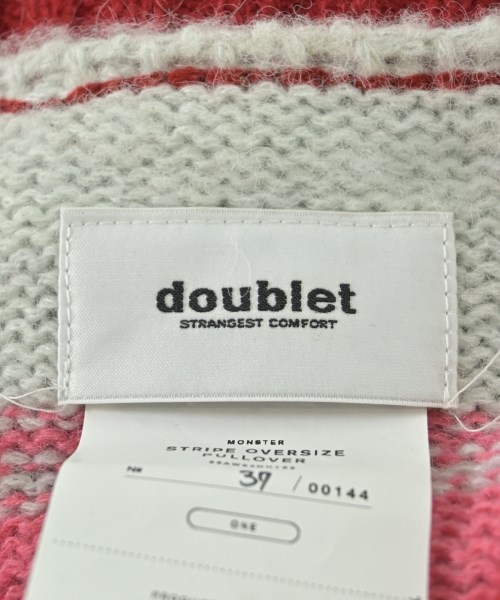 doublet
STRANGEST COMFORT
MONSTER
STRIPE OVERSIZE
PULLOVER
No 37 / 00144
ONE